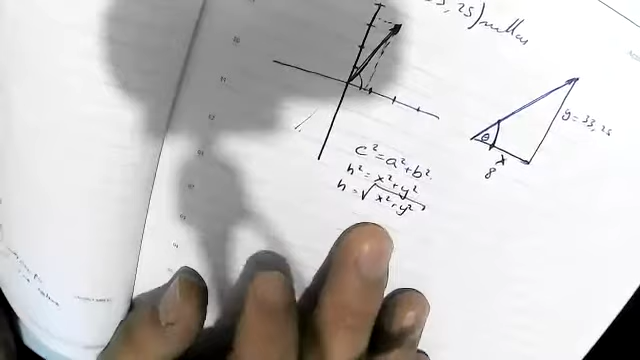 , 25) millas
y = 33, 25
θ
x
8
c² = a² + b²
h² = x² + y²
h = √x² + y²